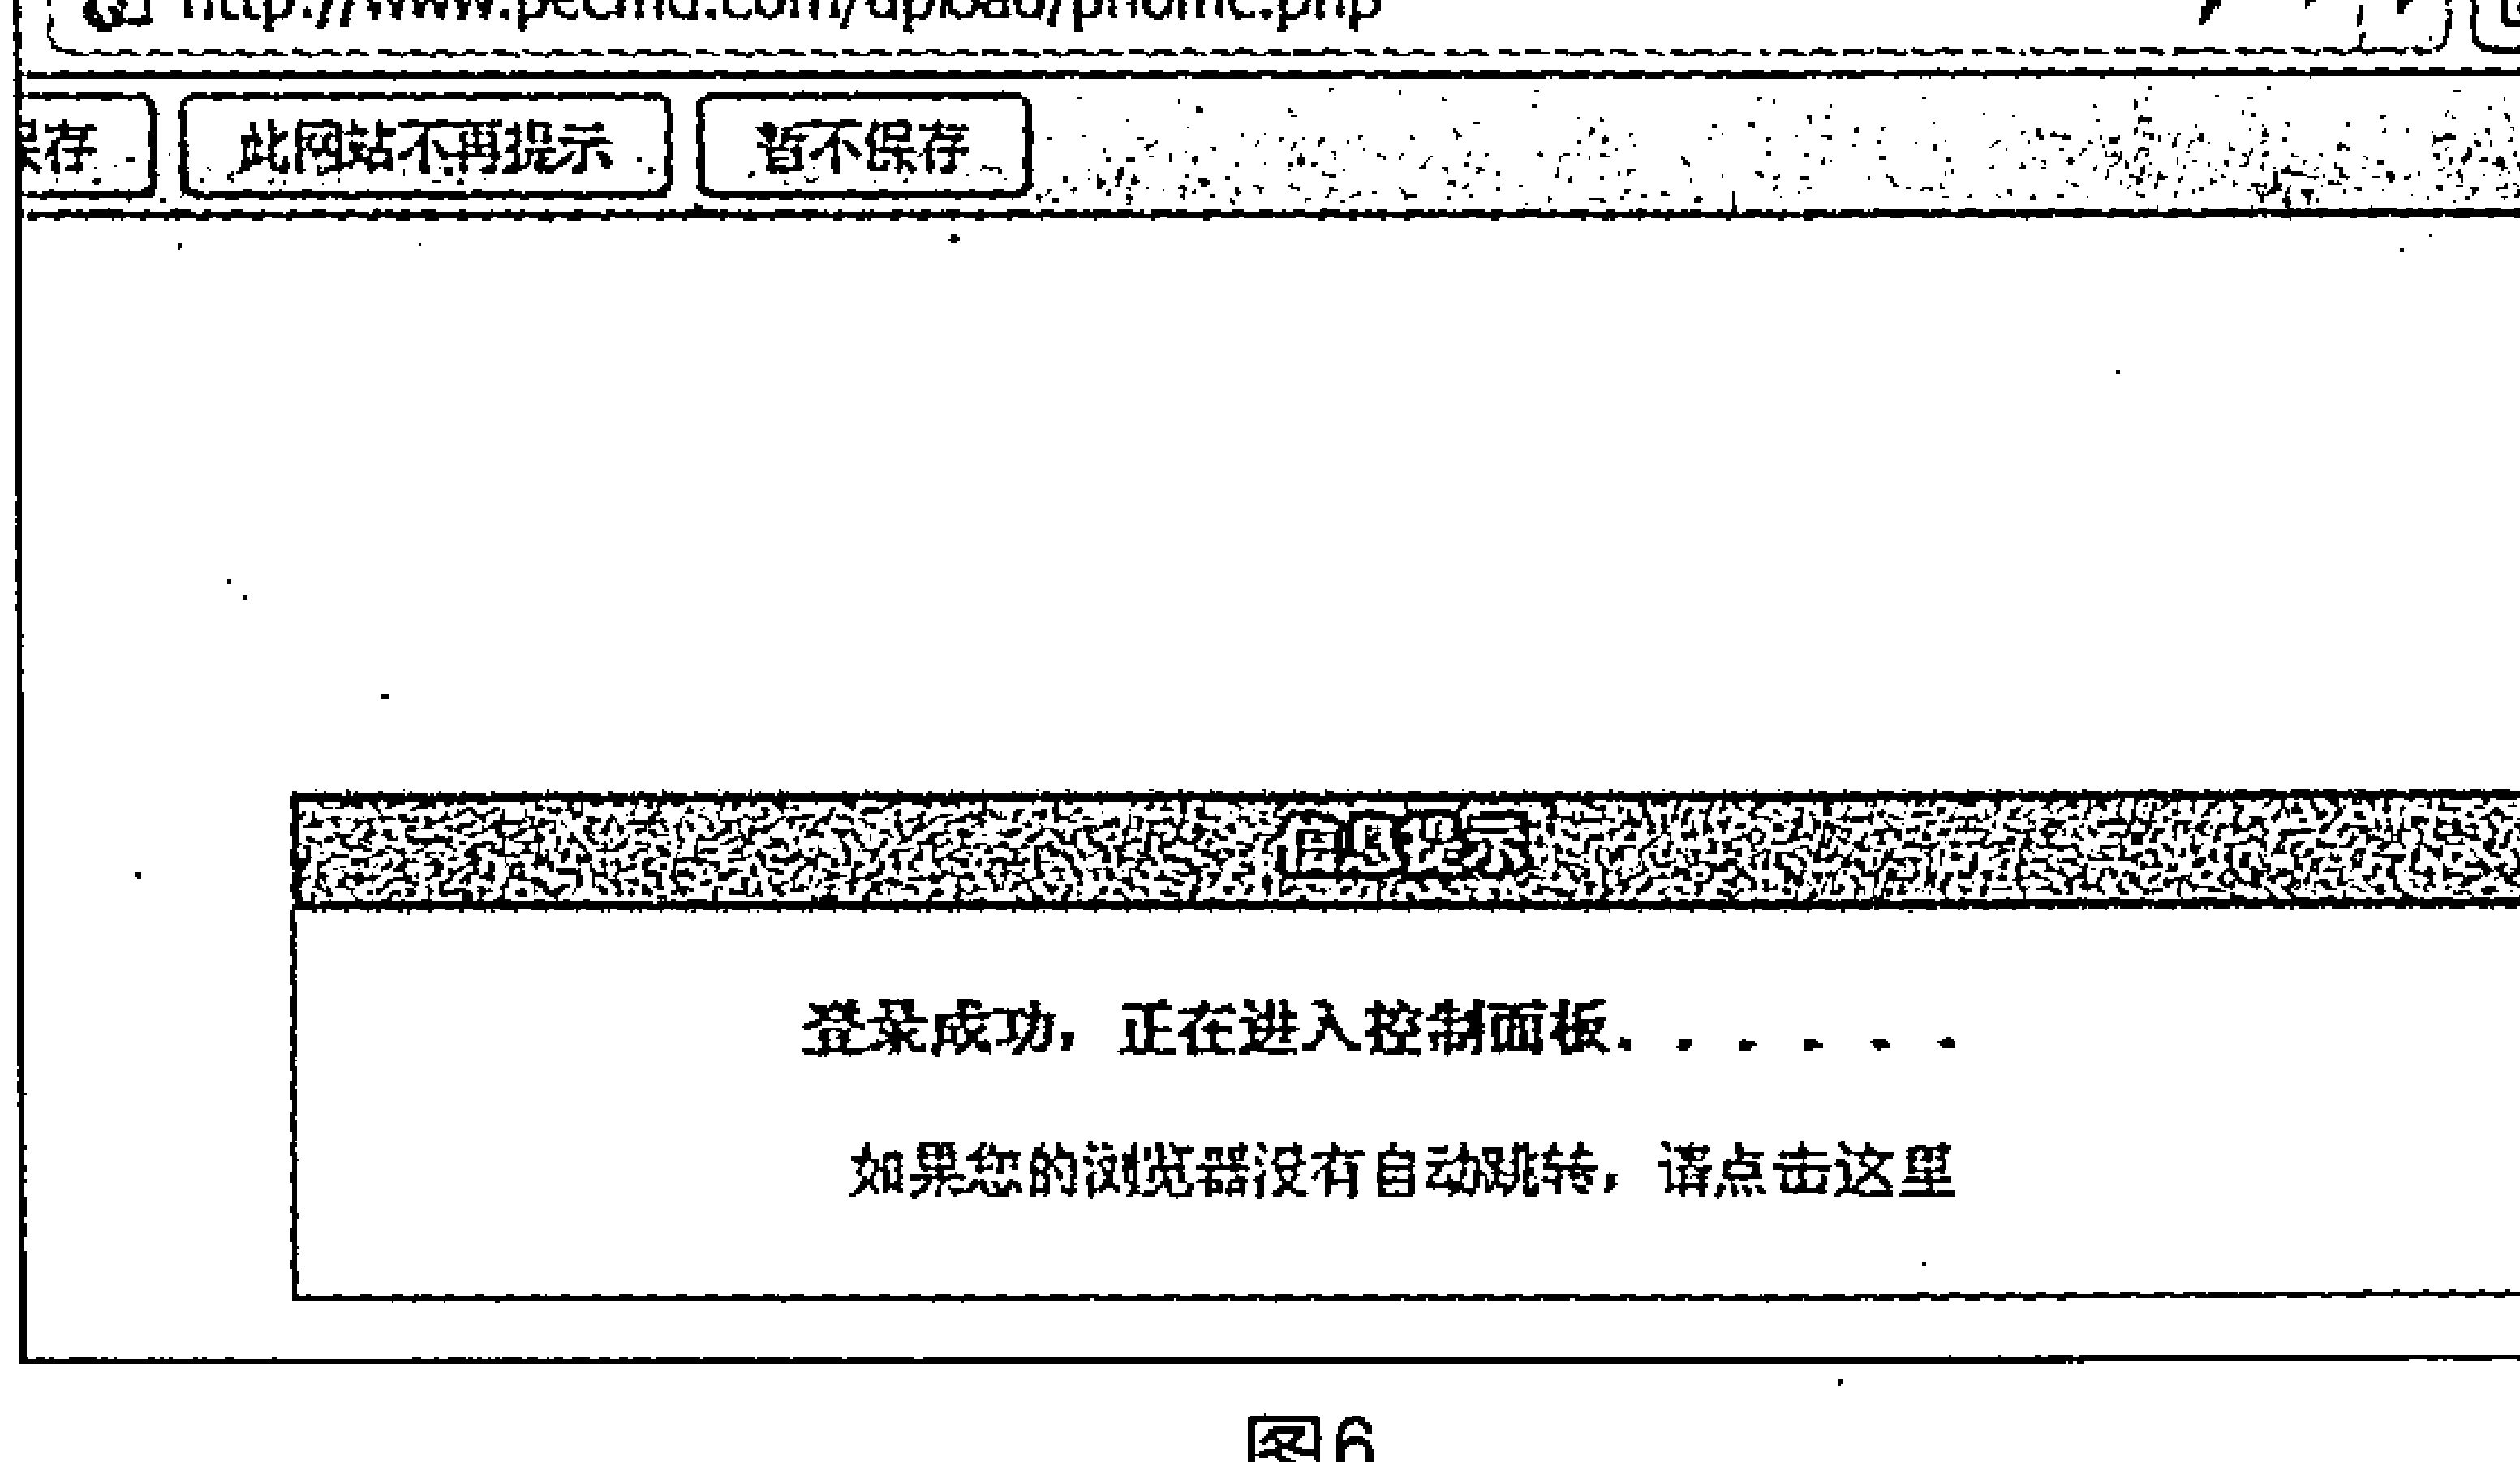 http://www.pecmd.com/upload/phome.php
保存 此网站不再提示 暂不保存
信息提示
登录成功，正在进入控制面板. . . . . .
如果您的浏览器没有自动跳转，请点击这里
图6